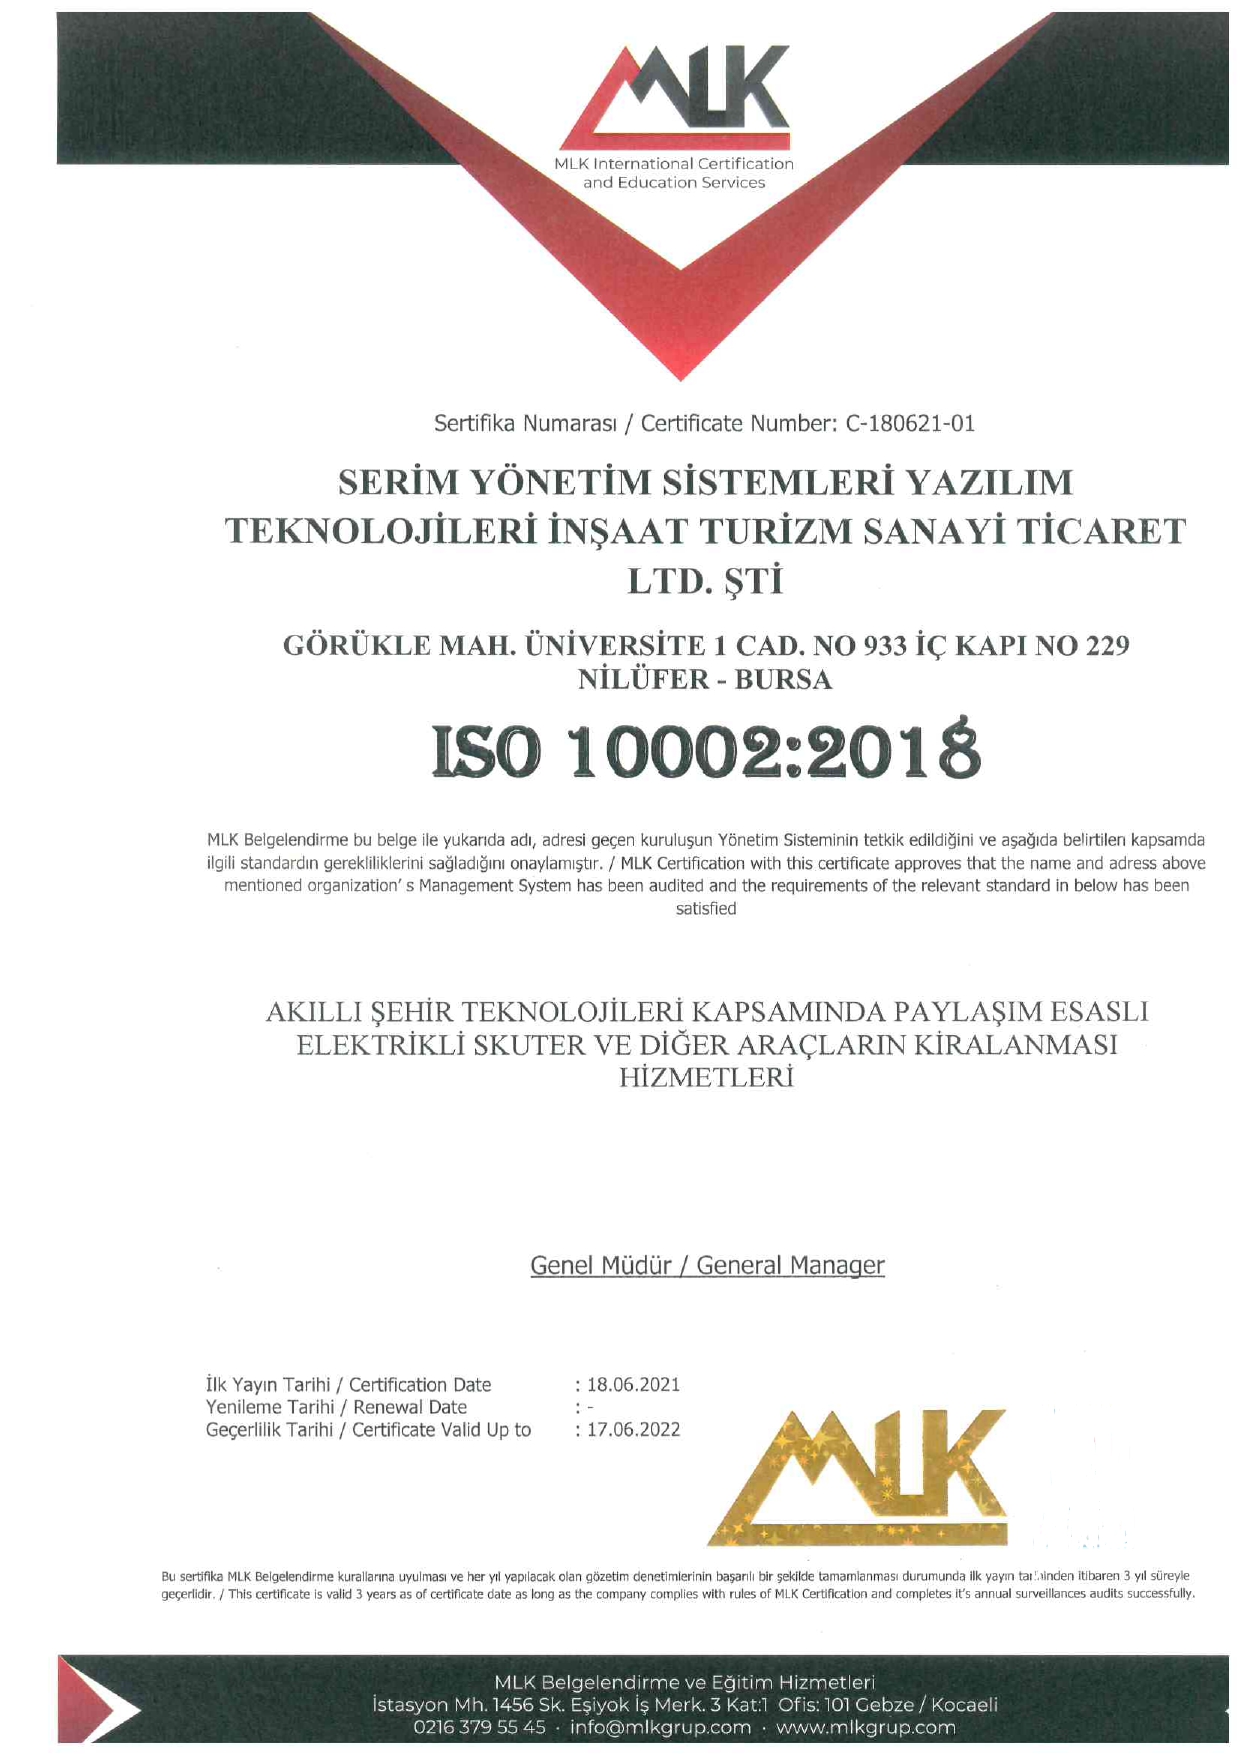 MLK
MLK International Certification
and Education Services
Sertifika Numarası / Certificate Number: C-180621-01
SERİM YÖNETİM SİSTEMLERİ YAZILIM
TEKNOLOJİLERİ İNŞAAT TURİZM SANAYİ TİCARET
LTD. ŞTİ
GÖRÜKLE MAH. ÜNİVERSİTE 1 CAD. NO 933 İÇ KAPI NO 229
NİLÜFER - BURSA
ISO 10002:2018
MLK Belgelendirme bu belge ile yukarıda adı, adresi geçen kuruluşun Yönetim Sisteminin tetkik edildiğini ve aşağıda belirtilen kapsamda
ilgili standardın gerekliliklerini sağladığını onaylamıştır. / MLK Certification with this certificate approves that the name and adress above
mentioned organization' s Management System has been audited and the requirements of the relevant standard in below has been
satisfied
AKILLI ŞEHİR TEKNOLOJİLERİ KAPSAMINDA PAYLAŞIM ESASLI
ELEKTRİKLİ SKUTER VE DİĞER ARAÇLARIN KİRALANMASI
HİZMETLERİ
Genel Müdür / General Manager
İlk Yayın Tarihi / Certification Date : 18.06.2021
Yenileme Tarihi / Renewal Date : -
Geçerlilik Tarihi / Certificate Valid Up to : 17.06.2022
MLK
Bu sertifika MLK Belgelendirme kurallarına uyulması ve her yıl yapılacak olan gözetim denetimlerinin başarılı bir şekilde tamamlanması durumunda ilk yayın itibaren 3 yıl süreyle
geçerlidir. / This certificate is valid 3 years as of certificate date as long as the company complies with rules of MLK Certification and completes it's annual surveillances audits successfully.
MLK Belgelendirme ve Eğitim Hizmetleri
İstasyon Mh. 1456 Sk. Eşiyok İş Merk. 3 Kat:1 Ofis: 101 Gebze / Kocaeli
0216 379 55 45 · info@mlkgrup.com · www.mlkgrup.com